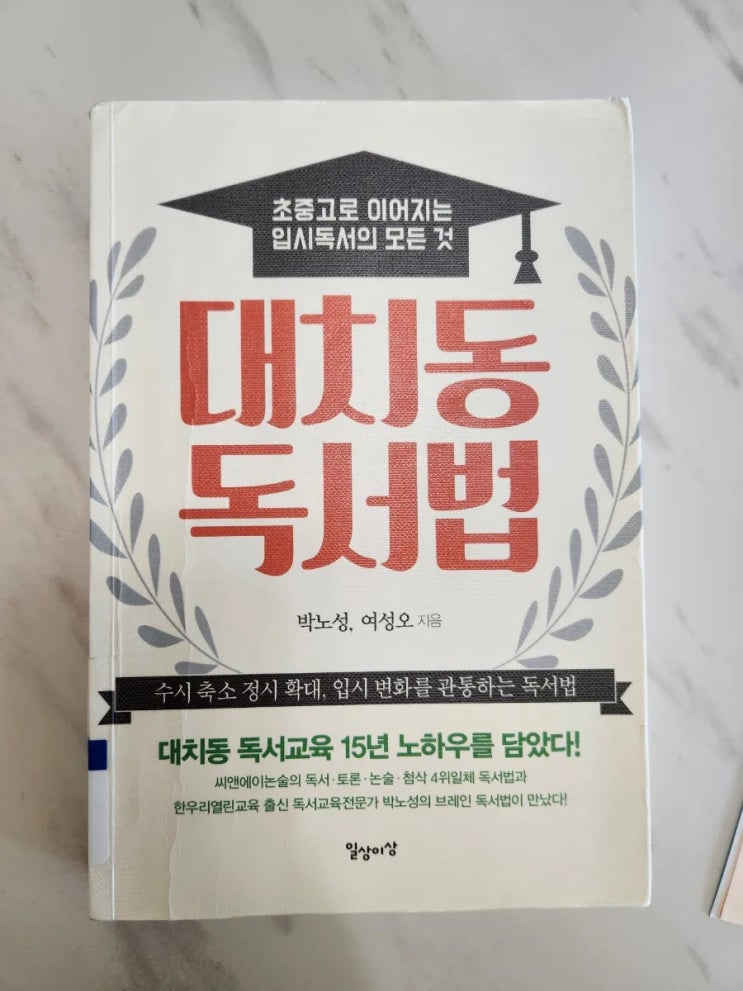 초중고로 이어지는
입시독서의 모든 것
대치동
독서법
박노성, 여성오 지음
수시 축소 정시 확대, 입시 변화를 관통하는 독서법
대치동 독서교육 15년 노하우를 담았다!
씨앤에이논술의 독서·토론·논술·첨삭 4위일체 독서법과
한우리열린교육 출신 독서교육전문가 박노성의 브레인 독서법이 만났다!
일상이상